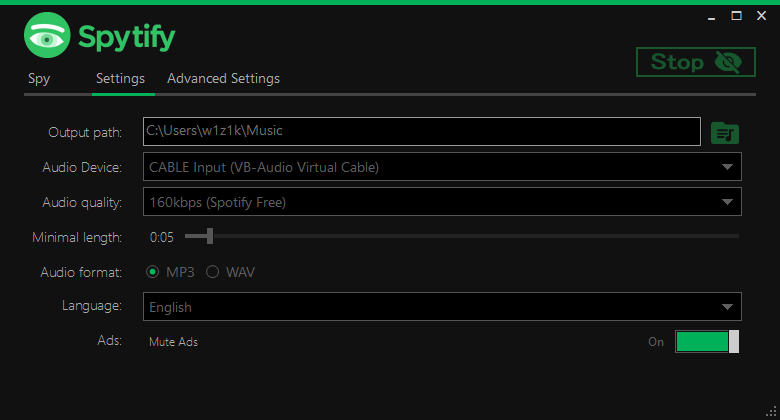 Spytify
Stop
Spy Settings Advanced Settings
Output path: C:\Users\w1z1k\Music
Audio Device: CABLE Input (VB-Audio Virtual Cable)
Audio quality: 160kbps (Spotify Free)
Minimal length: 0:05
Audio format: MP3 WAV
Language: English
Ads: Mute Ads On